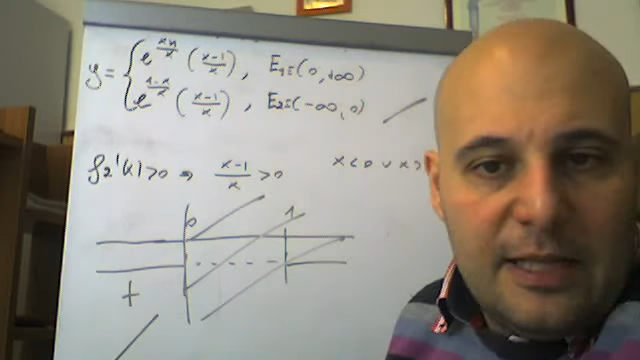 y = { e^{(x+1)/x} ((x-1)/x), E₁≡(0,+∞)
e^{(1-x)/x} ((x-1)/x), E₂≡(-∞,0)
f₂'(x)>0 ⇒ (x-1)/x >0 x<0 ∨ x>
0 1
+